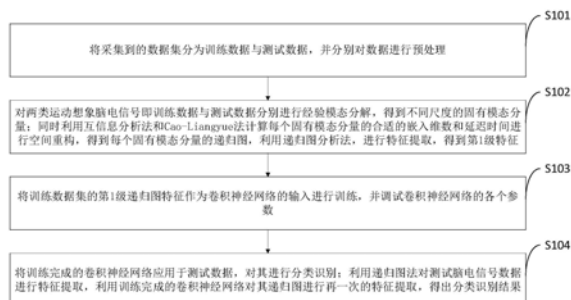 S101
将采集到的数据集分为训练数据与测试数据，并分别对数据进行预处理
S102
对两类运动想象脑电信号即训练数据与测试数据分别进行经验模态分解，得到不同尺度的固有模态分
量；同时利用互信息分析法和Cao-Liangyue法计算每个固有模态分量的合适的嵌入维数和延迟时间进
行空间重构，得到每个固有模态分量的递归图，利用递归图分析法，进行特征提取，得到第1级特征
S103
将训练数据集的第1级递归图特征作为卷积神经网络的输入进行训练，并调试卷积神经网络的各个参
数
S104
将训练完成的卷积神经网络应用于测试数据，对其进行分类识别；利用递归图法对测试脑电信号数据
进行特征提取，利用训练完成的卷积神经网络对其递归图进行再一次的特征提取，得出分类识别结果